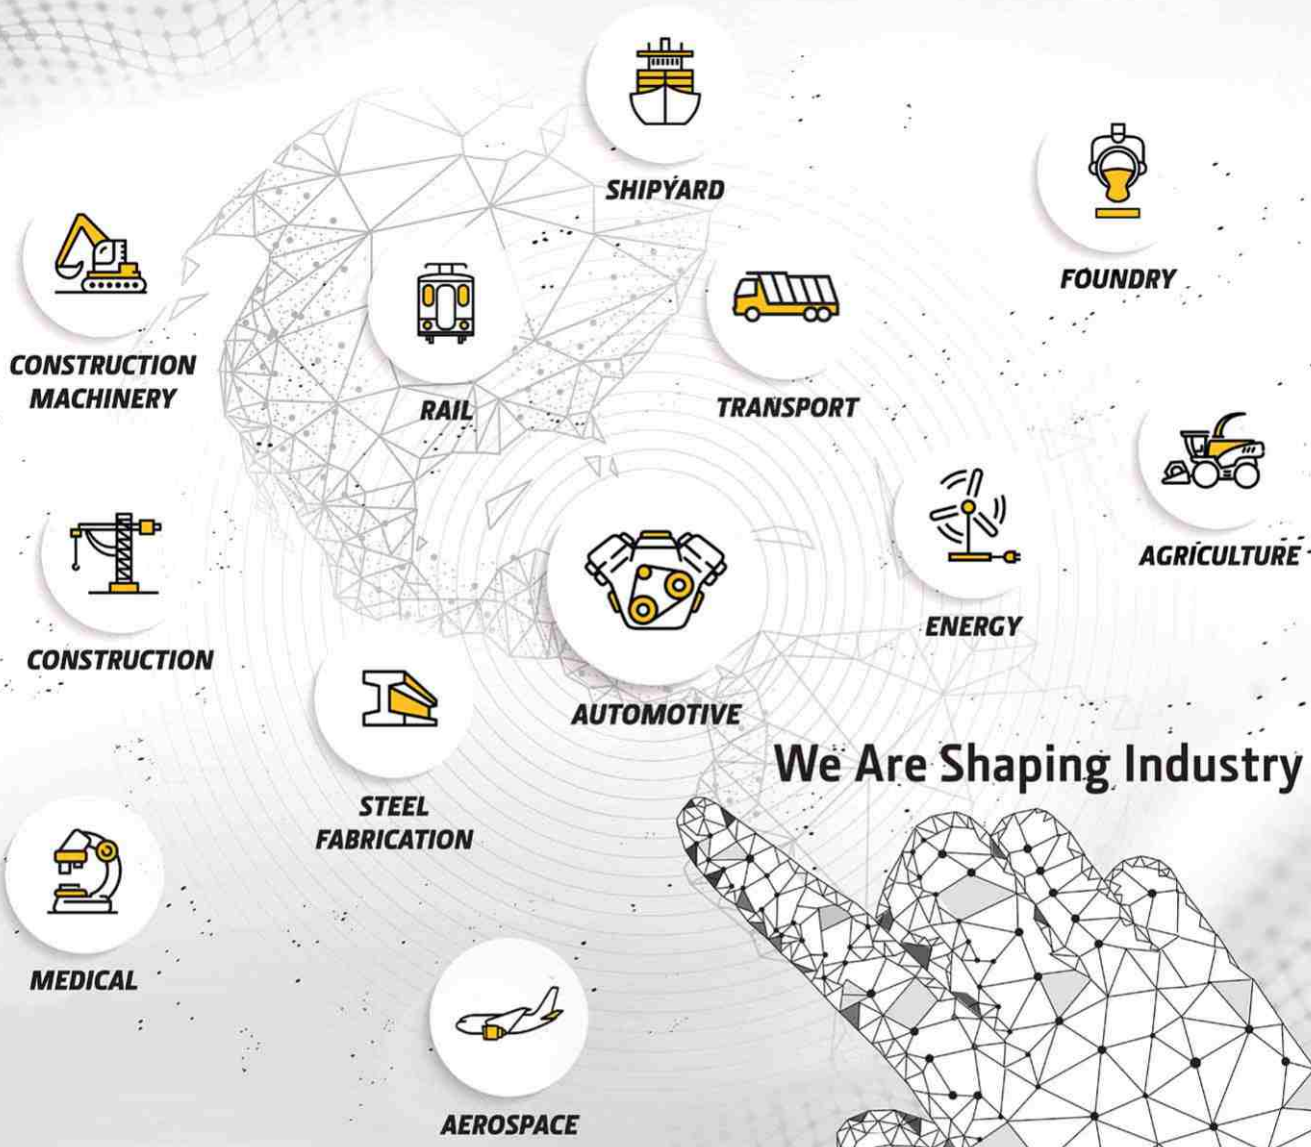 SHIPYARD
FOUNDRY
CONSTRUCTION
MACHINERY
RAIL
TRANSPORT
AGRICULTURE
ENERGY
CONSTRUCTION
AUTOMOTIVE
We Are Shaping Industry
STEEL
FABRICATION
MEDICAL
AEROSPACE